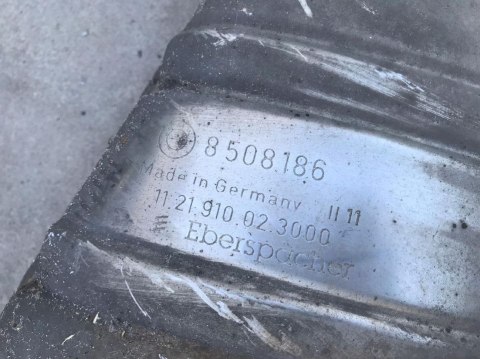 8508186
Made in Germany II 11
11.21.910.02.3000
Eberspächer